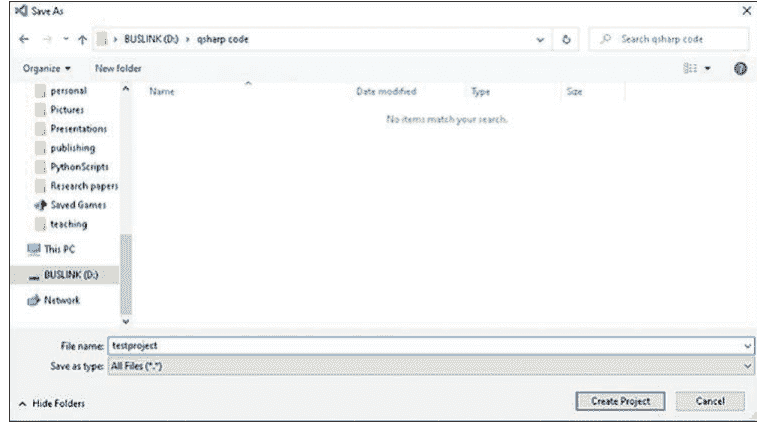 Save As
BUSLINK (D:) › qsharp code
Search qsharp code
Organize
New folder
Name Date modified Type Size
No items match your search.
personal
Pictures
Presentations
publishing
PythonScripts
Research papers
Saved Games
teaching
This PC
BUSLINK (D:)
Network
File name: testproject
Save as type: All Files (*.*)
Hide Folders
Create Project
Cancel